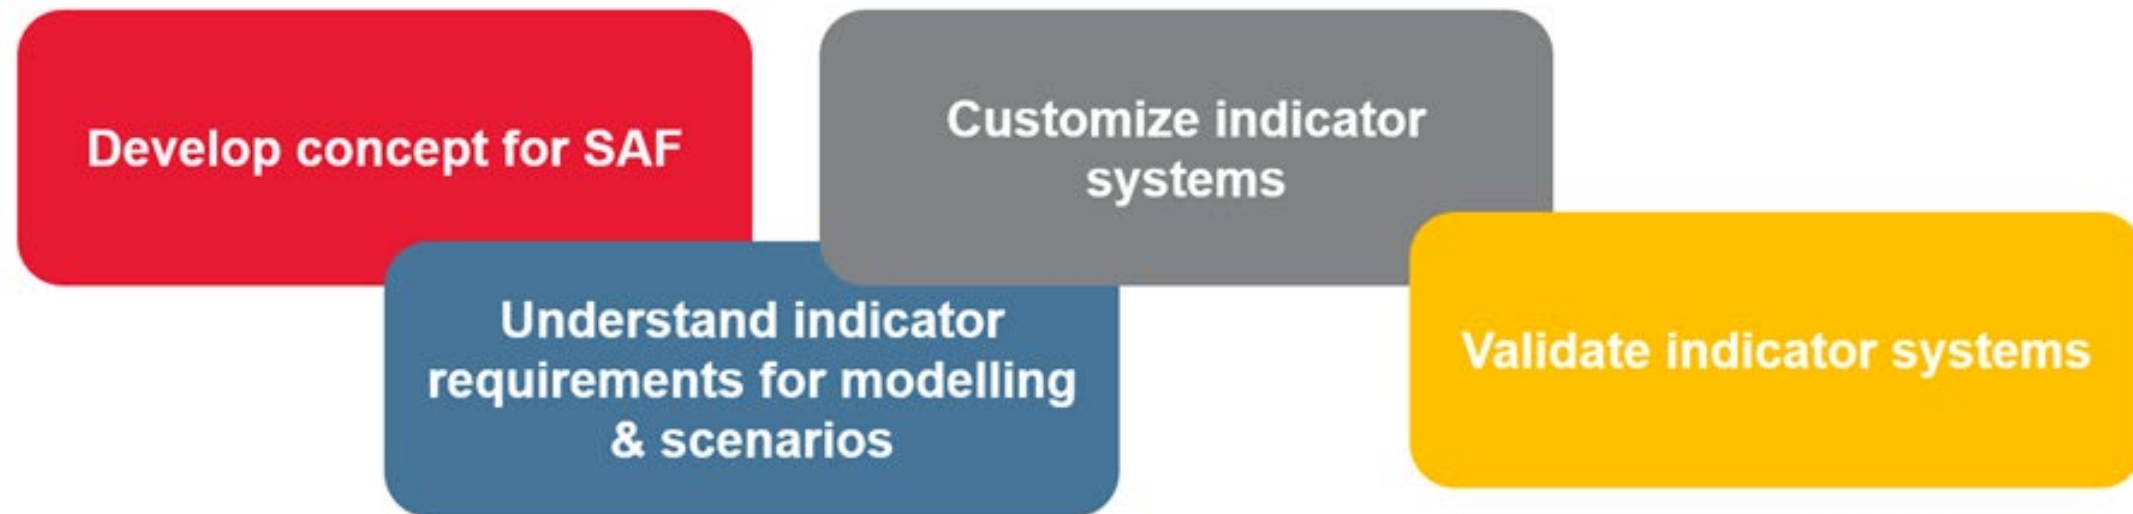 Develop concept for SAF
Understand indicator
requirements for modelling
& scenarios
Customize indicator
systems
Validate indicator systems